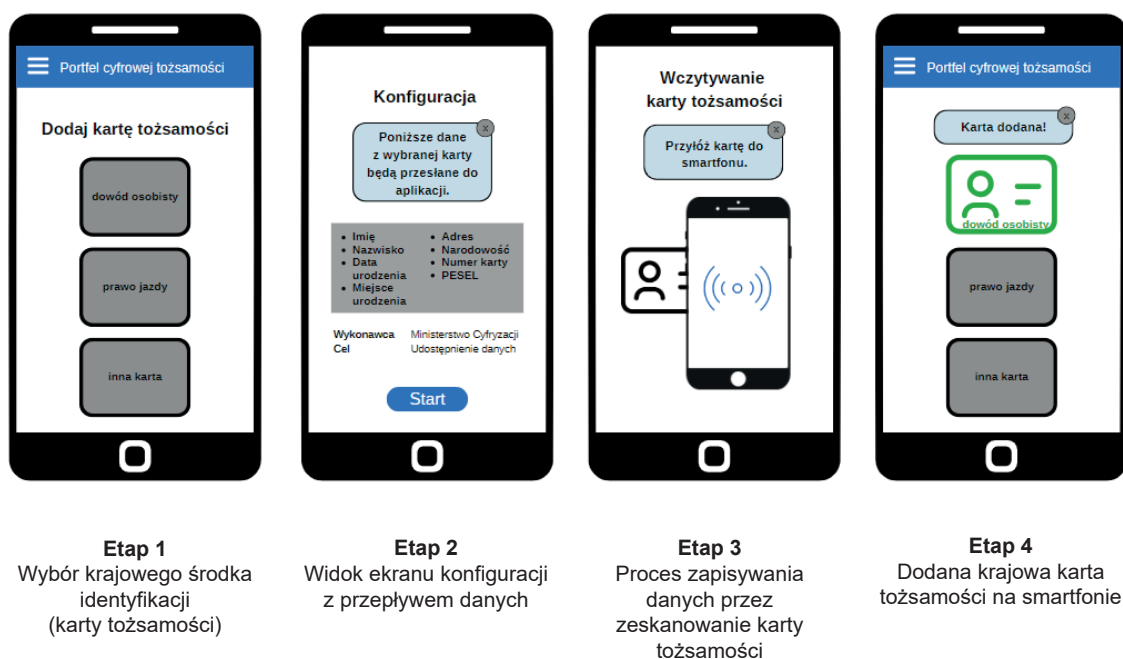 Portfel cyfrowej tożsamości
Dodaj kartę tożsamości
dowód osobisty
prawo jazdy
inna karta
Konfiguracja
x
Poniższe dane
z wybranej karty
będą przesłane do
aplikacji.
• Imię
• Nazwisko
• Data
urodzenia
• Miejsce
urodzenia
• Adres
• Narodowość
• Numer karty
• PESEL
Wykonawca Ministerstwo Cyfryzacji
Cel Udostępnienie danych
Start
Wczytywanie
karty tożsamości
x
Przyłóż kartę do
smartfonu.
Portfel cyfrowej tożsamości
x
Karta dodana!
dowód osobisty
prawo jazdy
inna karta
Etap 1
Wybór krajowego środka
identyfikacji
(karty tożsamości)
Etap 2
Widok ekranu konfiguracji
z przepływem danych
Etap 3
Proces zapisywania
danych przez
zeskanowanie karty
tożsamości
Etap 4
Dodana krajowa karta
tożsamości na smartfonie